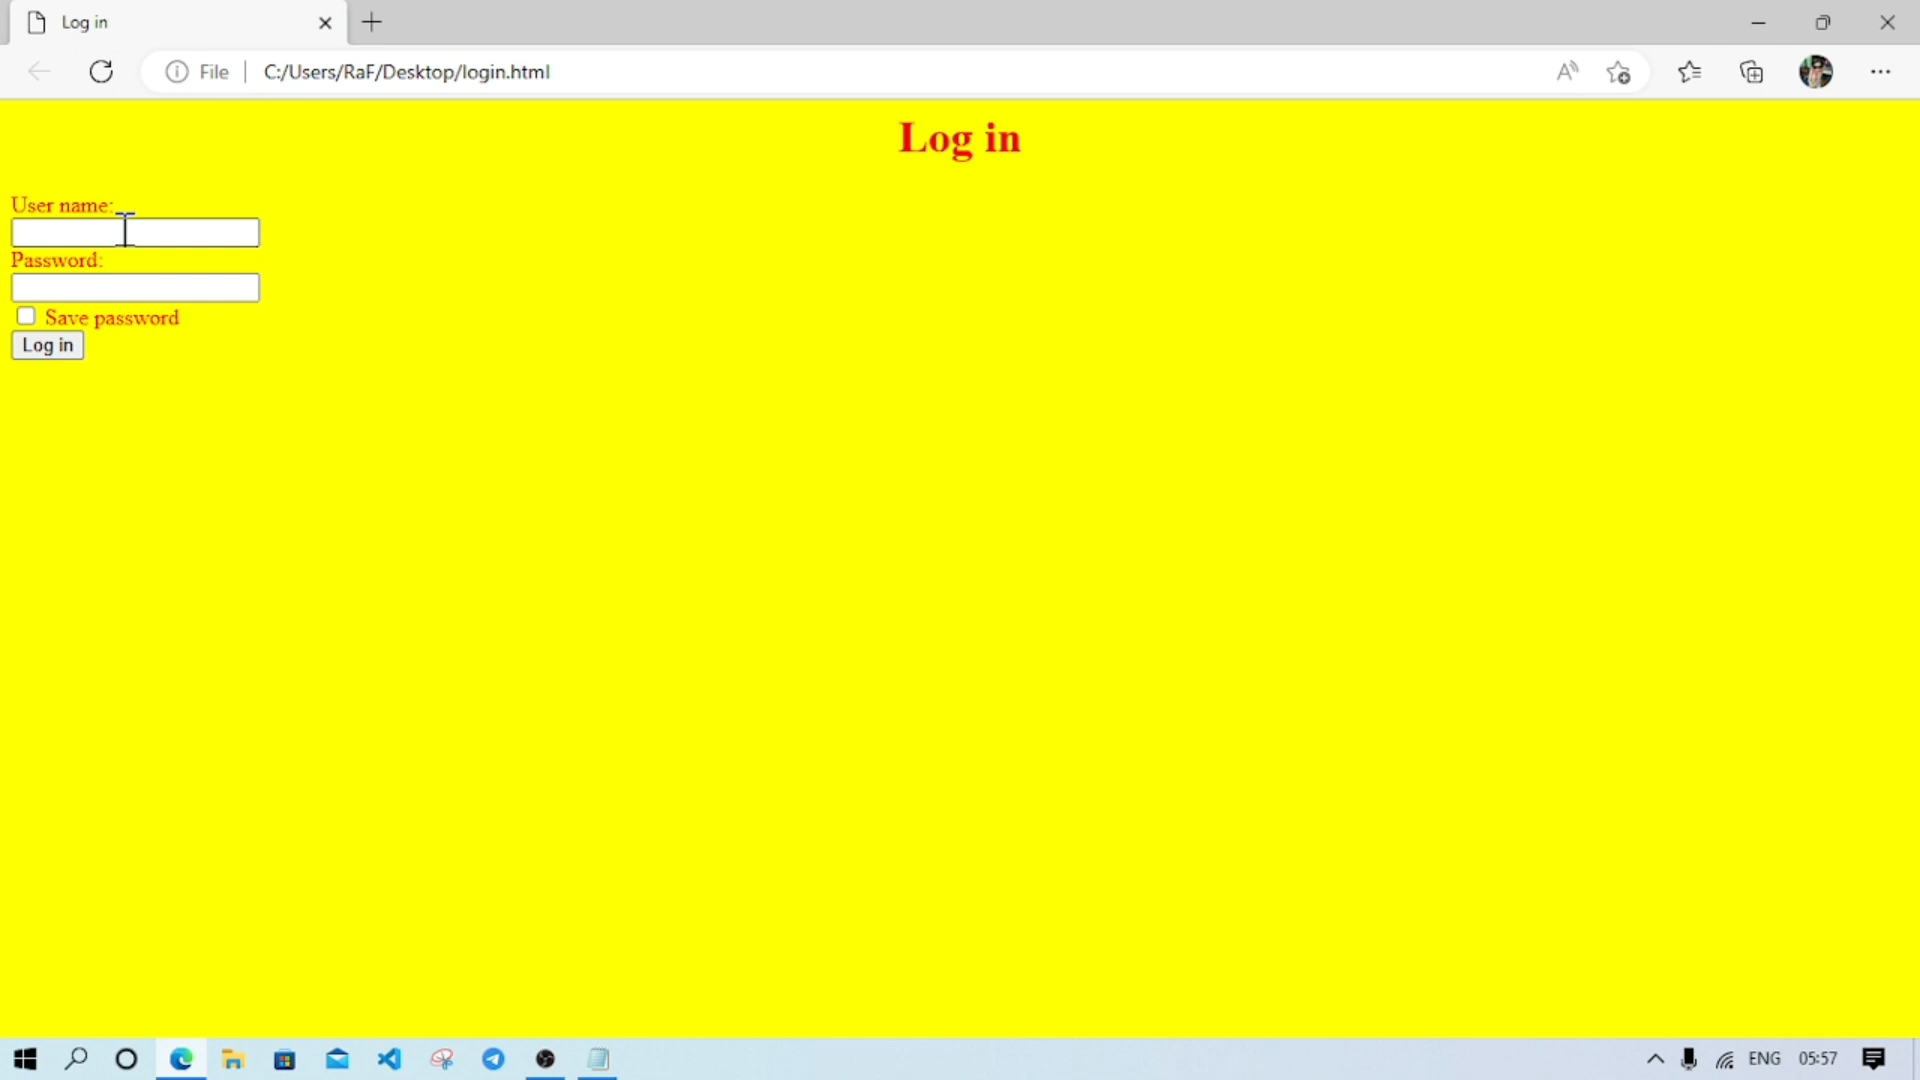 Log in
File
C:/Users/RaF/Desktop/login.html
Log in
User name:
Password:
Save password
Log in
ENG 05:57